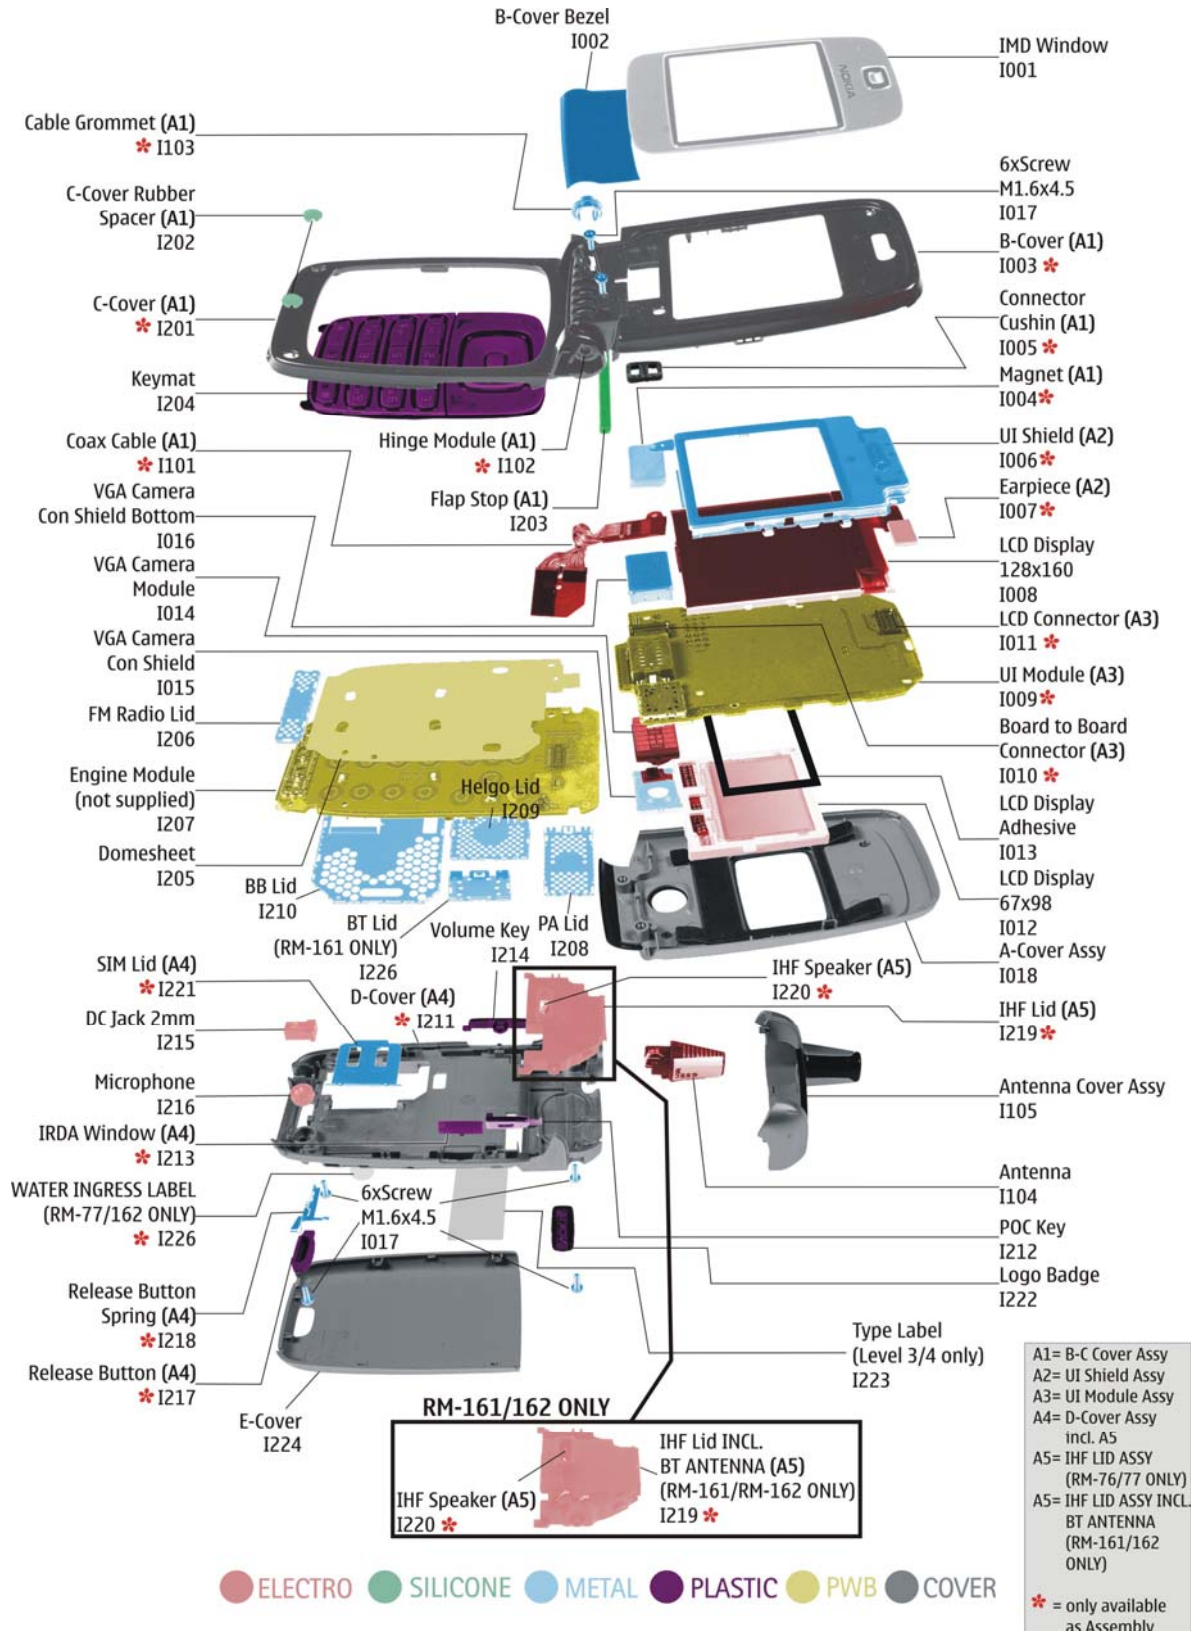 B-Cover Bezel
I002
IMD Window
I001
NOKIA
Cable Grommet (A1)
* I103
6xScrew
M1.6x4.5
I017
C-Cover Rubber
Spacer (A1)
I202
B-Cover (A1)
I003 *
C-Cover (A1)
* I201
Connector
Cushin (A1)
I005 *
Keymat
I204
Magnet (A1)
I004 *
Coax Cable (A1)
* I101
Hinge Module (A1)
* I102
UI Shield (A2)
I006 *
VGA Camera
Con Shield Bottom
I016
Flap Stop (A1)
I203
Earpiece (A2)
I007 *
VGA Camera
Module
I014
LCD Display
128x160
I008
VGA Camera
Con Shield
I015
LCD Connector (A3)
I011 *
FM Radio Lid
I206
UI Module (A3)
I009 *
Engine Module
(not supplied)
I207
Helgo Lid
I209
Board to Board
Connector (A3)
I010 *
Domesheet
I205
LCD Display
Adhesive
I013
BB Lid
I210
BT Lid
(RM-161 ONLY)
I226
Volume Key
I214
PA Lid
I208
LCD Display
67x98
I012
A-Cover Assy
I018
SIM Lid (A4)
* I221
D-Cover (A4)
* I211
IHF Speaker (A5)
I220 *
DC Jack 2mm
I215
IHF Lid (A5)
I219 *
Microphone
I216
Antenna Cover Assy
I105
IRDA Window (A4)
* I213
Antenna
I104
WATER INGRESS LABEL
(RM-77/162 ONLY)
* I226
6xScrew
M1.6x4.5
I017
POC Key
I212
NOKIA
Logo Badge
I222
Release Button
Spring (A4)
* I218
Type Label
(Level 3/4 only)
I223
Release Button (A4)
* I217
E-Cover
I224
RM-161/162 ONLY
IHF Speaker (A5)
I220 *
IHF Lid INCL.
BT ANTENNA (A5)
(RM-161/RM-162 ONLY)
I219 *
A1= B-C Cover Assy
A2= UI Shield Assy
A3= UI Module Assy
A4= D-Cover Assy
incl. A5
A5= IHF LID ASSY
(RM-76/77 ONLY)
A5= IHF LID ASSY INCL.
BT ANTENNA
(RM-161/162
ONLY)
* = only available
as Assembly
ELECTRO SILICONE METAL PLASTIC PWB COVER